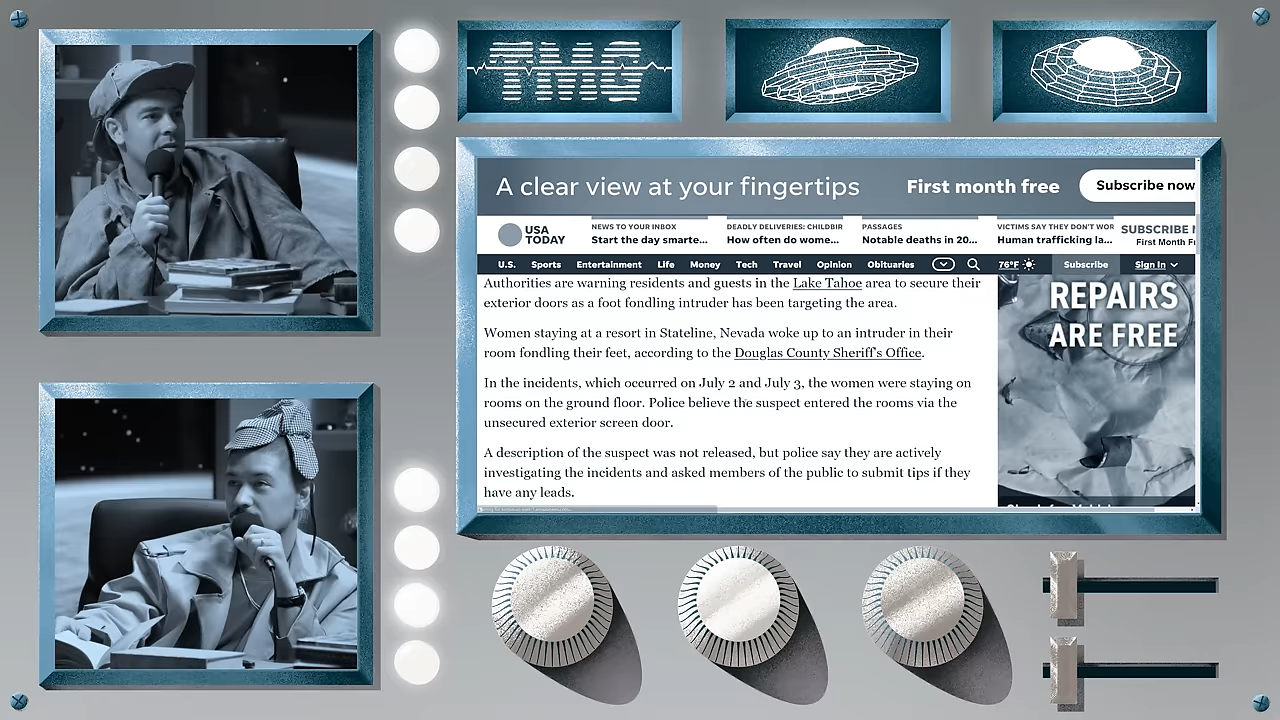 A clear view at your fingertips
First month free
Subscribe now
USA
TODAY
NEWS TO YOUR INBOX
Start the day smarte...
DEADLY DELIVERIES: CHILDBIR
How often do wome...
PASSAGES
Notable deaths in 20...
VICTIMS SAY THEY DON'T WOR
Human trafficking la...
SUBSCRIBE N
First Month Fr
U.S. Sports Entertainment Life Money Tech Travel Opinion Obituaries
76°F
Subscribe
Sign In
Authorities are warning residents and guests in the Lake Tahoe area to secure their
exterior doors as a foot fondling intruder has been targeting the area.
Women staying at a resort in Stateline, Nevada woke up to an intruder in their
room fondling their feet, according to the Douglas County Sheriff's Office.
In the incidents, which occurred on July 2 and July 3, the women were staying on
rooms on the ground floor. Police believe the suspect entered the rooms via the
unsecured exterior screen door.
A description of the suspect was not released, but police say they are actively
investigating the incidents and asked members of the public to submit tips if they
have any leads.
REPAIRS
ARE FREE